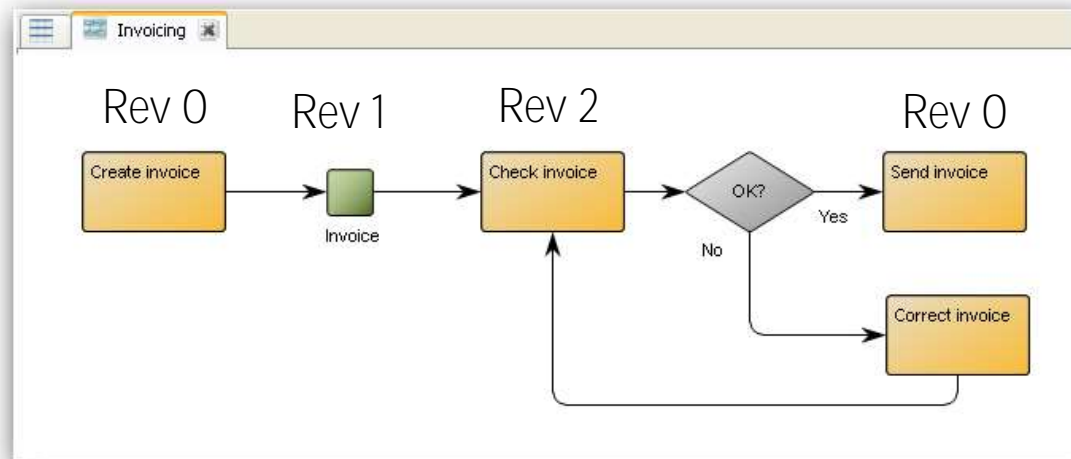 Invoicing
Rev 0
Rev 1
Rev 2
Rev 0
Create invoice
Invoice
Check invoice
OK?
Yes
No
Send invoice
Correct invoice